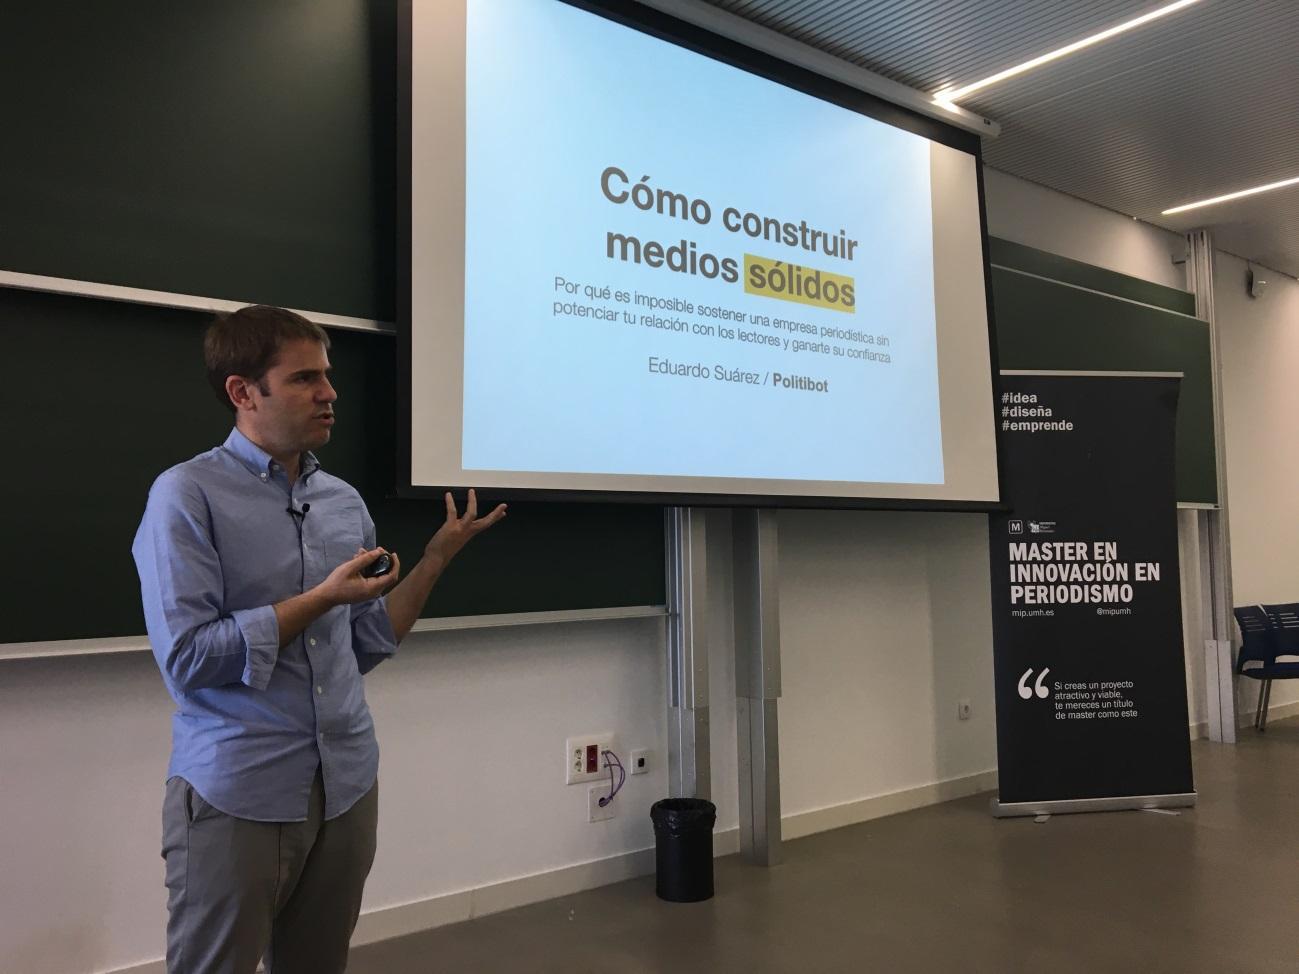 Cómo construir
medios sólidos
Por qué es imposible sostener una empresa periodística sin
potenciar tu relación con los lectores y ganarte su confianza
Eduardo Suárez / Politibot
#idea
#diseña
#emprende
M
MASTER EN
INNOVACIÓN EN
PERIODISMO
mip.umh.es @mipumh
“
Si creas un proyecto
atractivo y viable,
te mereces un título
de master como este